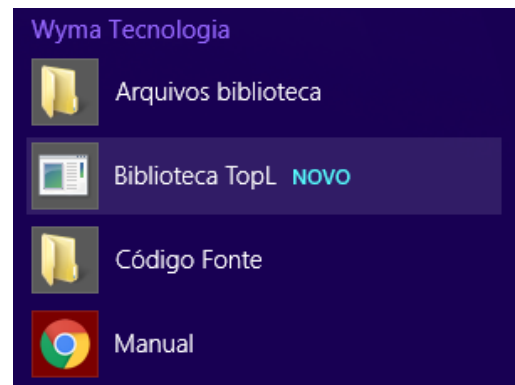 Wyma Tecnologia
Arquivos biblioteca
Biblioteca TopL NOVO
Código Fonte
Manual